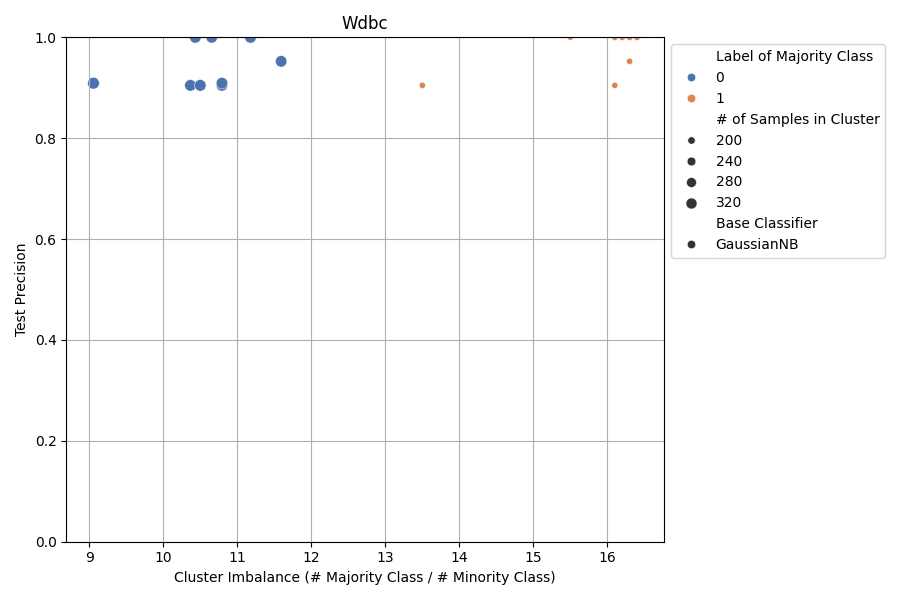 Wdbc
1.0
0.8
0.6
0.4
0.2
0.0
Test Precision
9
10
11
12
13
14
15
16
Cluster Imbalance (# Majority Class / # Minority Class)
Label of Majority Class
0
1
# of Samples in Cluster
200
240
280
320
Base Classifier
GaussianNB